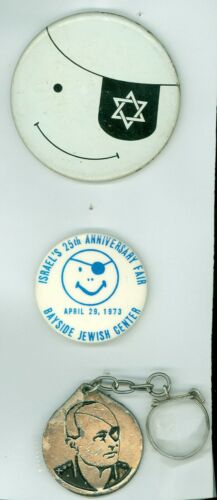 ISRAEL'S 25th ANNIVERSARY FAIR
APRIL 29, 1973
BAYSIDE JEWISH CENTER